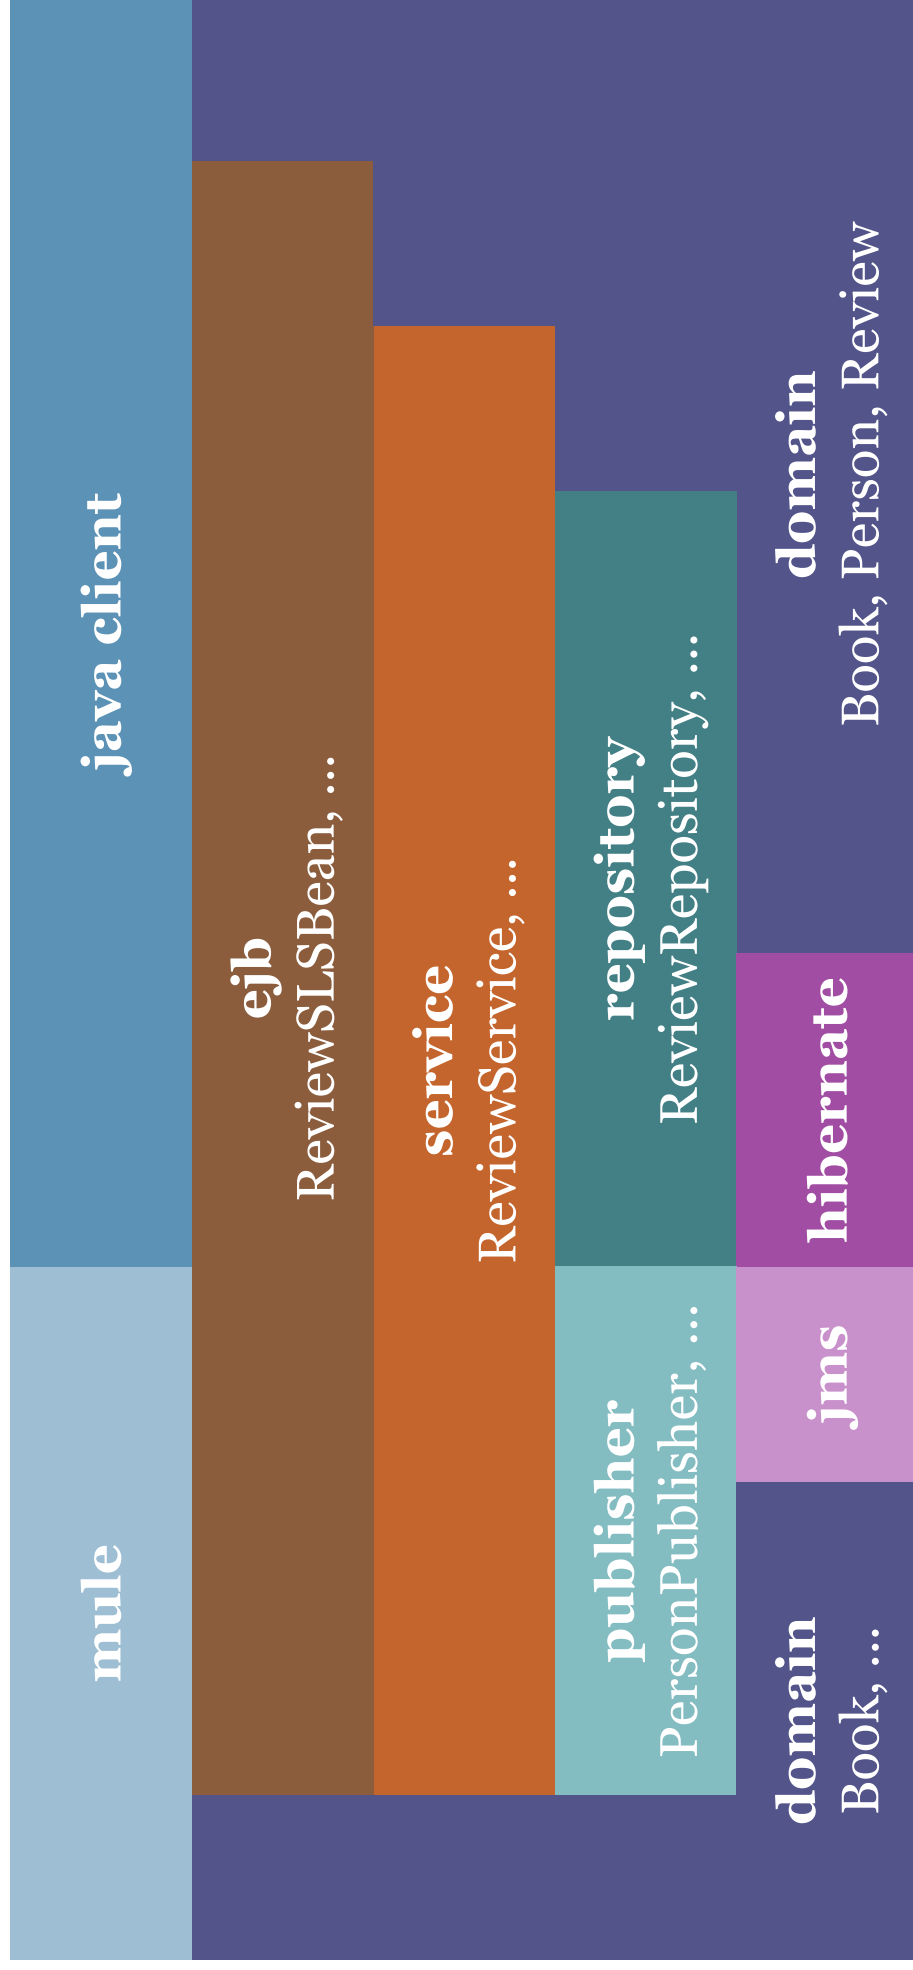 mule
java client
ejb
ReviewSLSBean, ...
service
ReviewService, ...
publisher
PersonPublisher, ...
repository
ReviewRepository, ...
domain
Book, ...
jms
hibernate
domain
Book, Person, Review